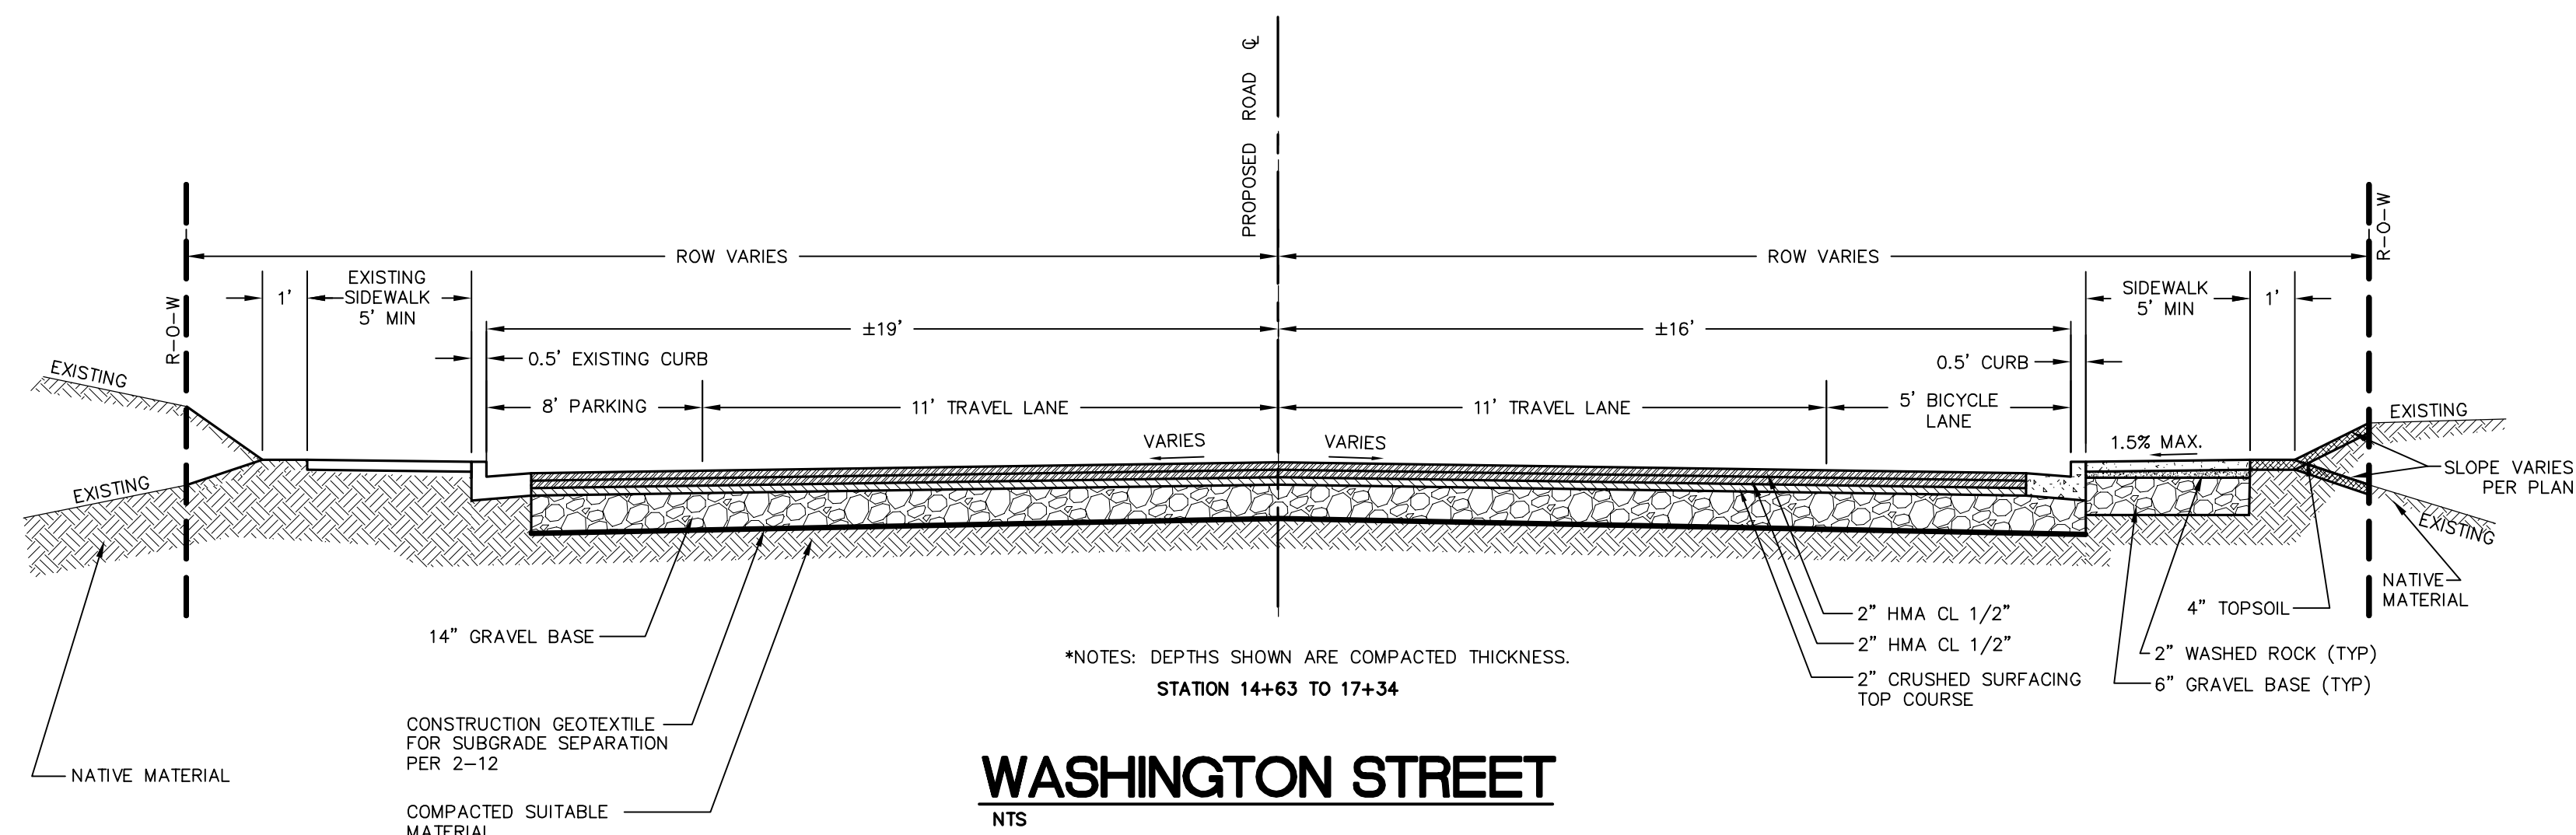 PROPOSED ROAD ℄
R-O-W
R-O-W
ROW VARIES
ROW VARIES
1'
EXISTING
SIDEWALK
5' MIN
SIDEWALK
5' MIN
1'
±19'
±16'
0.5' EXISTING CURB
0.5' CURB
8' PARKING
11' TRAVEL LANE
11' TRAVEL LANE
5' BICYCLE
LANE
EXISTING
EXISTING
VARIES
VARIES
1.5% MAX.
EXISTING
SLOPE VARIES
PER PLAN
EXISTING
NATIVE
MATERIAL
4" TOPSOIL
2" WASHED ROCK (TYP)
6" GRAVEL BASE (TYP)
2" HMA CL 1/2"
2" HMA CL 1/2"
2" CRUSHED SURFACING
TOP COURSE
14" GRAVEL BASE
*NOTES: DEPTHS SHOWN ARE COMPACTED THICKNESS.
STATION 14+63 TO 17+34
CONSTRUCTION GEOTEXTILE
FOR SUBGRADE SEPARATION
PER 2-12
NATIVE MATERIAL
COMPACTED SUITABLE
MATERIAL
WASHINGTON STREET
NTS